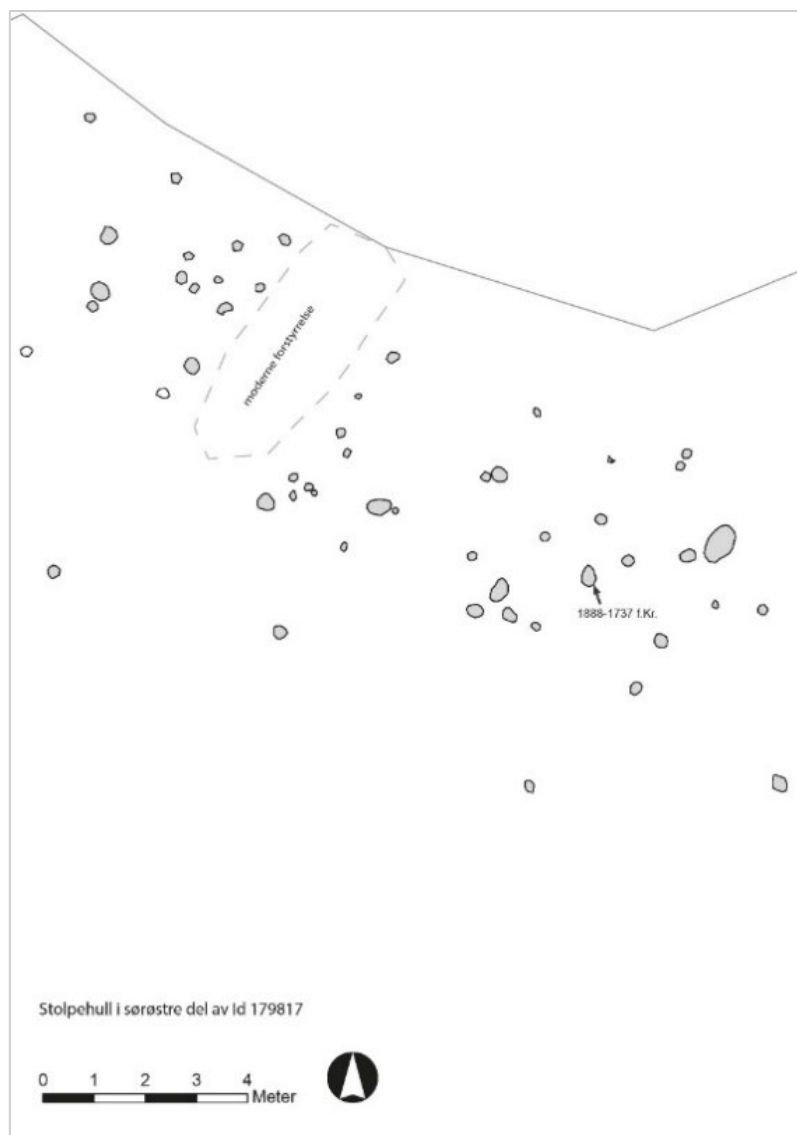 moderne forstyrrelse
1888-1737 f.Kr.
Stolpehull i sørøstre del av Id 179817
0 1 2 3 4
Meter